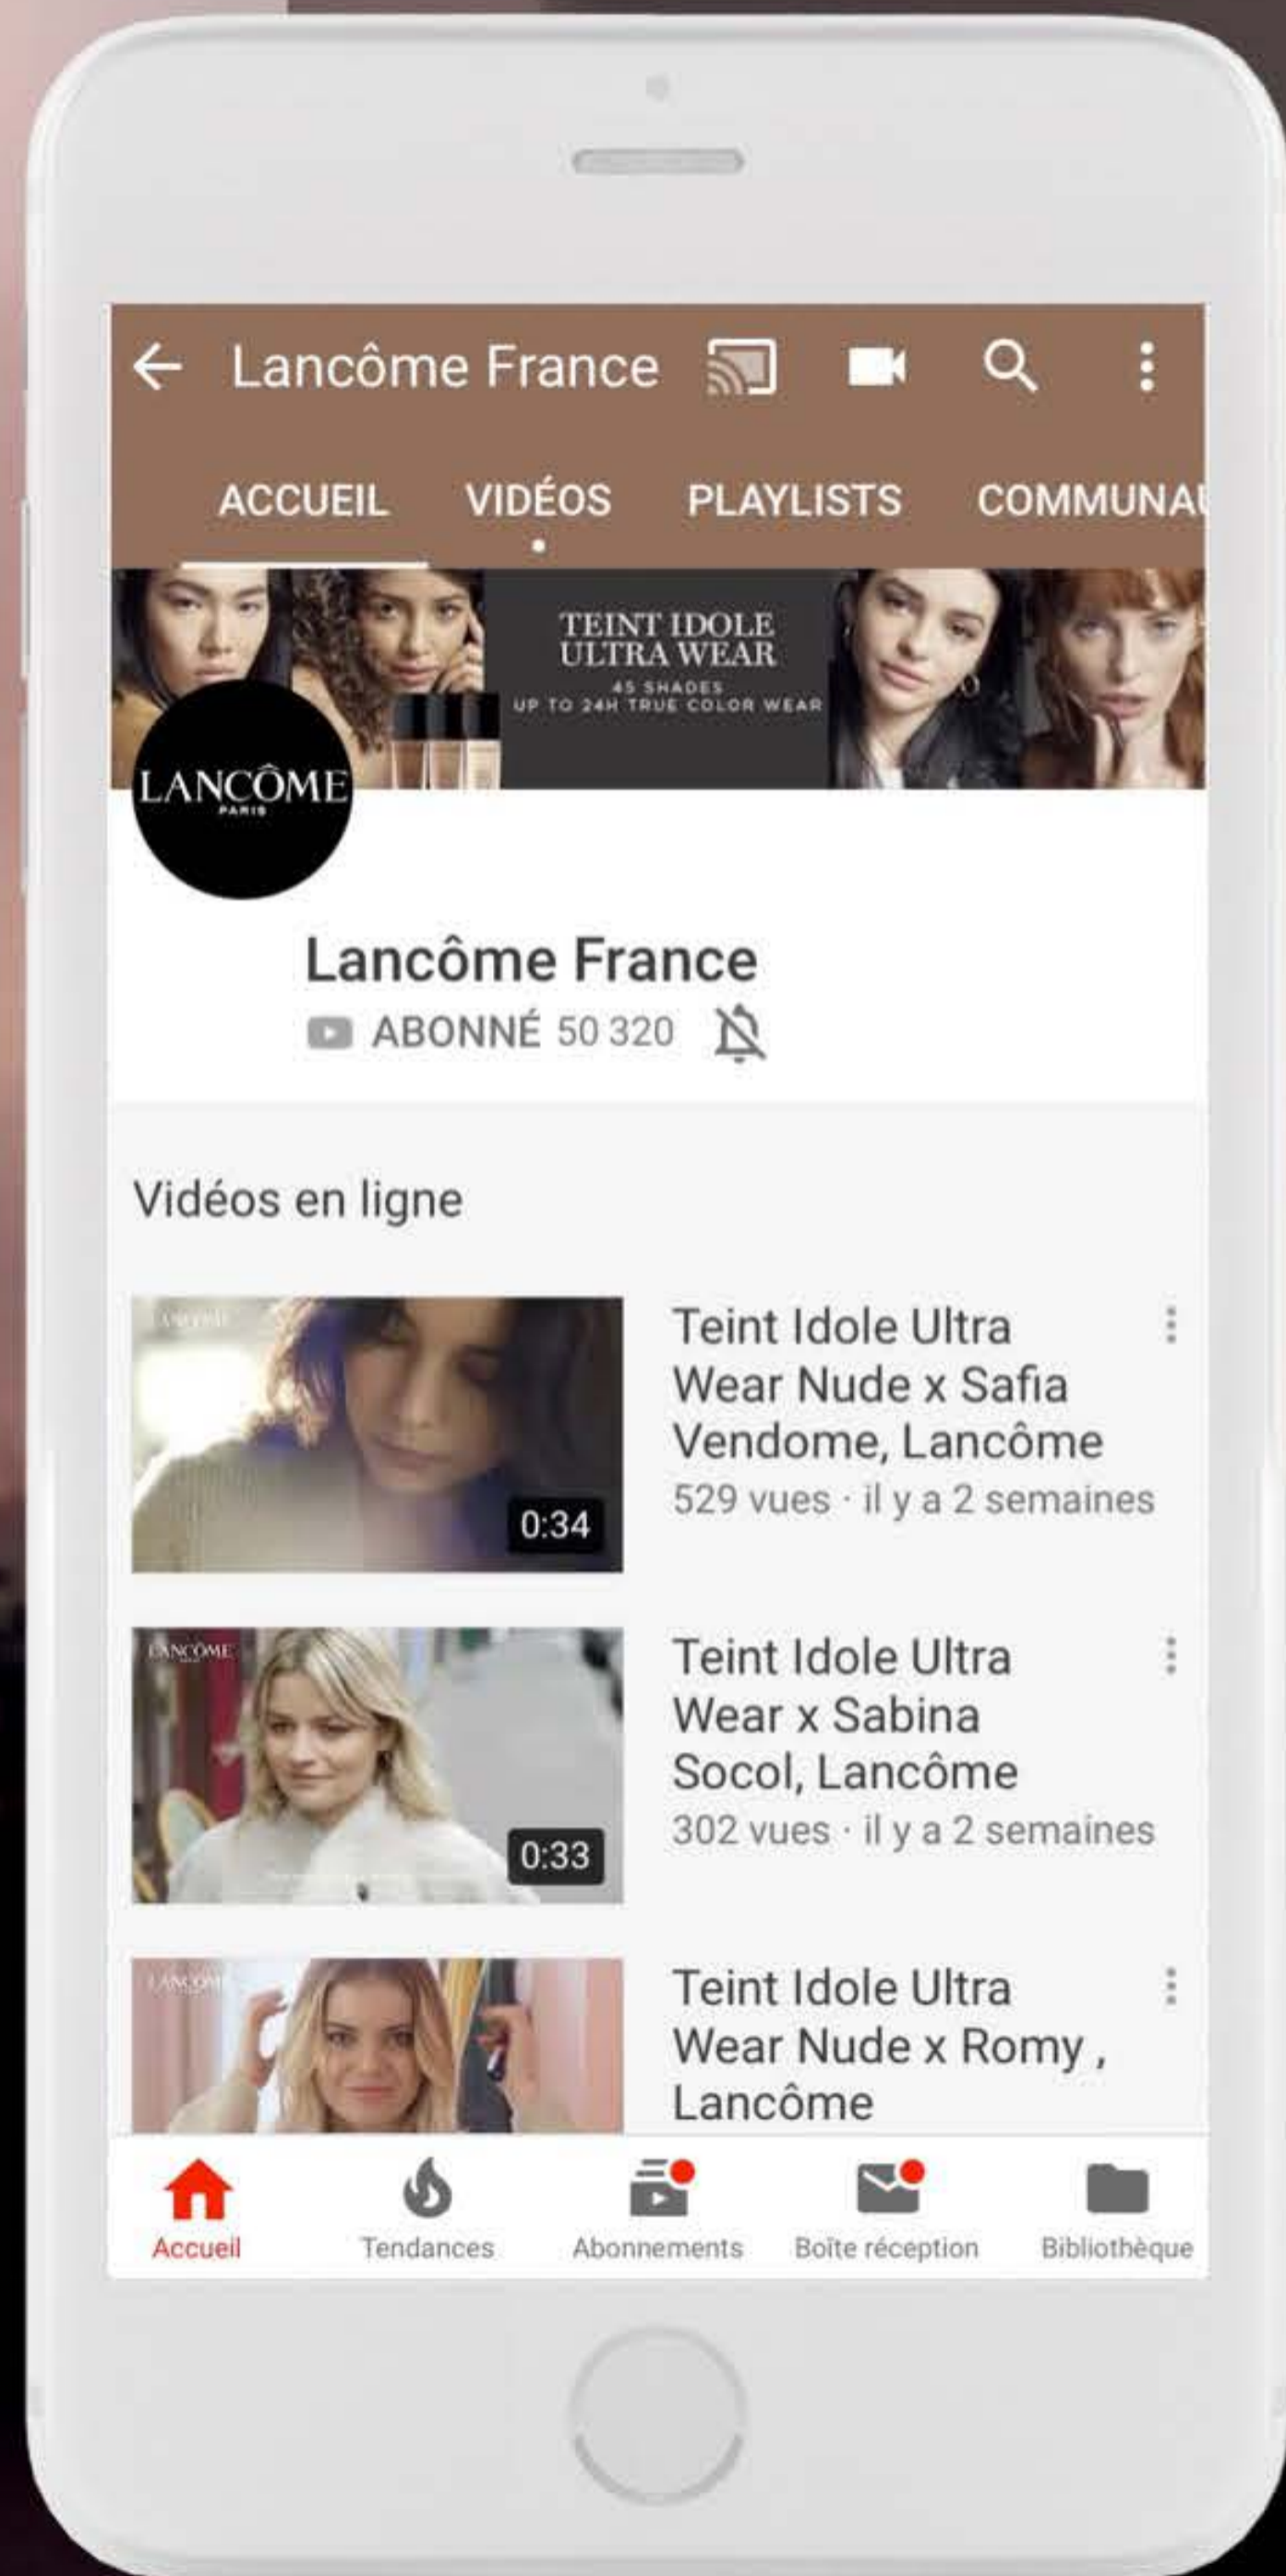 Lancôme France
ACCUEIL VIDÉOS PLAYLISTS COMMUNAU
TEINT IDOLE
ULTRA WEAR
45 SHADES
UP TO 24H TRUE COLOR WEAR
LANCÔME
PARIS
Lancôme France
ABONNÉ 50 320
Vidéos en ligne
LANCÔME
0:34
Teint Idole Ultra
Wear Nude x Safia
Vendome, Lancôme
529 vues · il y a 2 semaines
LANCÔME
0:33
Teint Idole Ultra
Wear x Sabina
Socol, Lancôme
302 vues · il y a 2 semaines
LANCÔME
Teint Idole Ultra
Wear Nude x Romy ,
Lancôme
Accueil Tendances Abonnements Boîte réception Bibliothèque